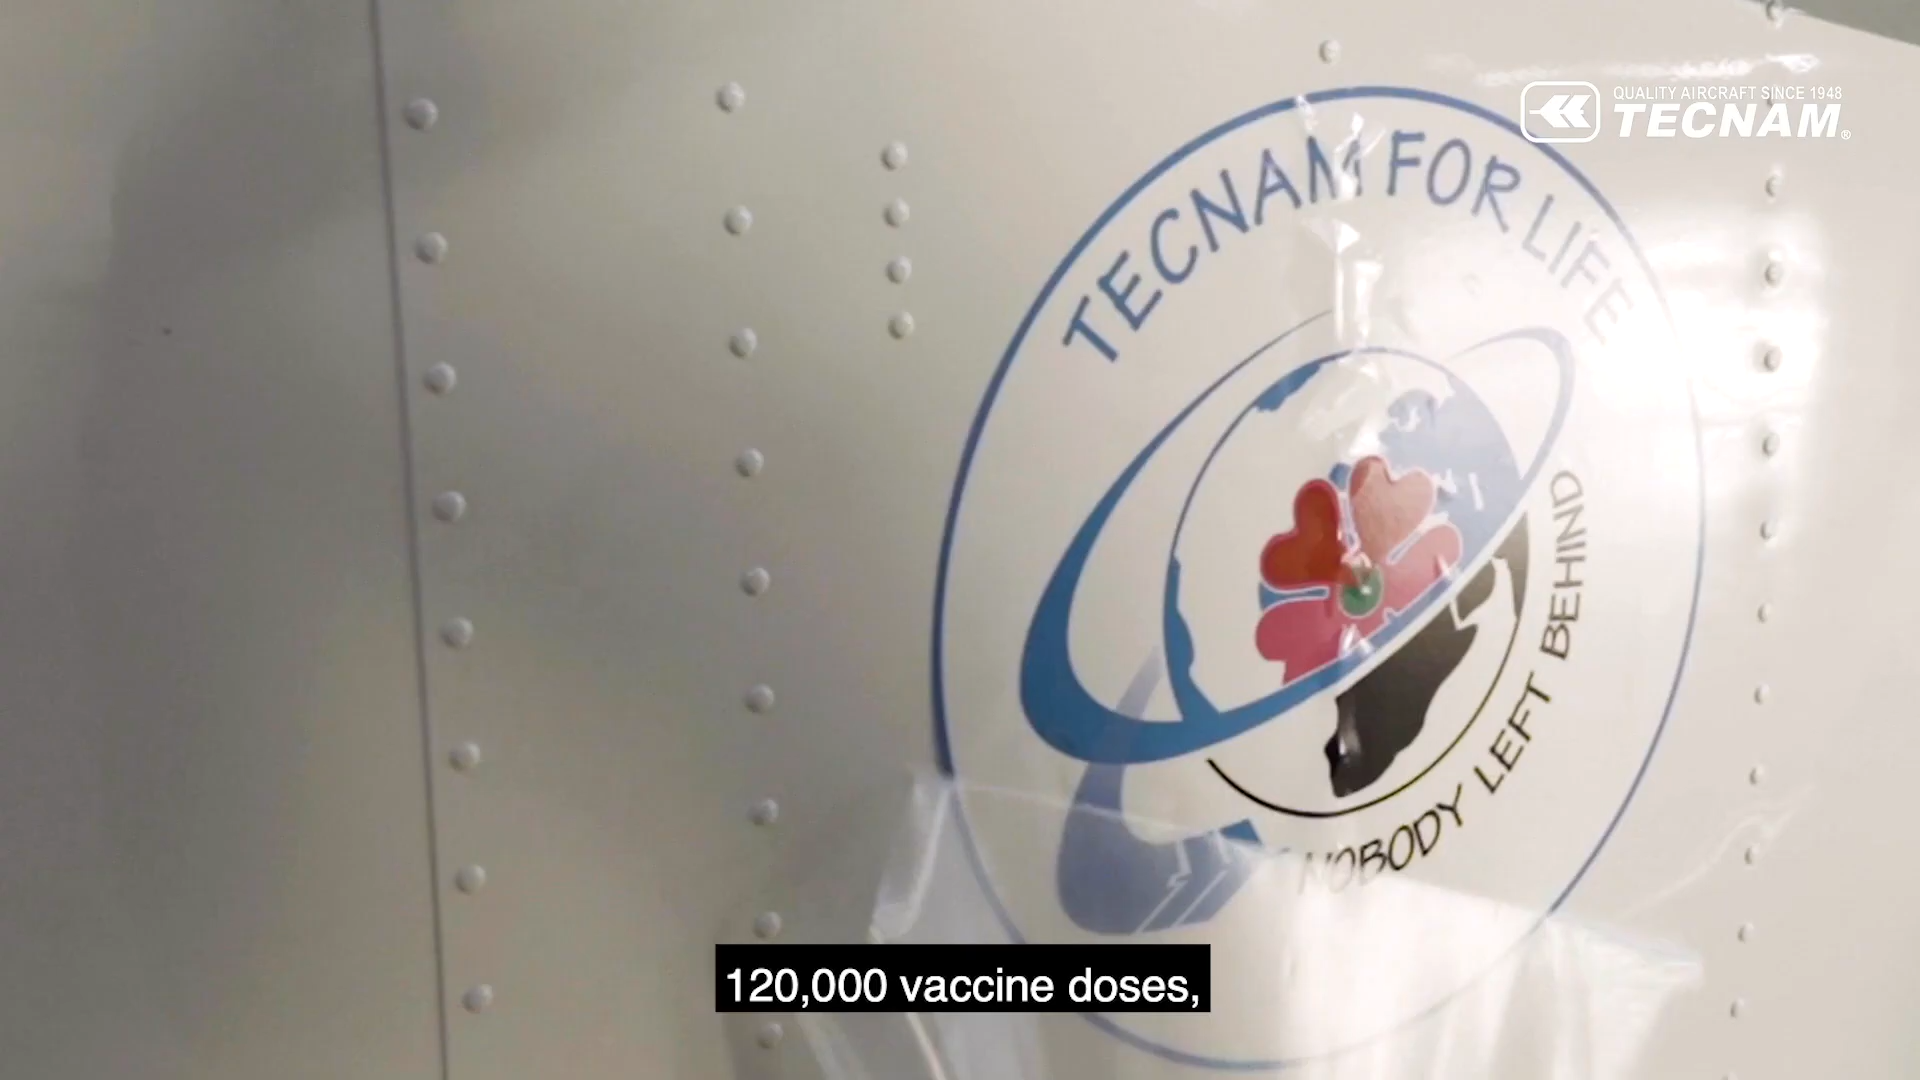 QUALITY AIRCRAFT SINCE 1948
TECNAM®
TECNAM FOR LIFE
NOBODY LEFT BEHIND
120,000 vaccine doses,